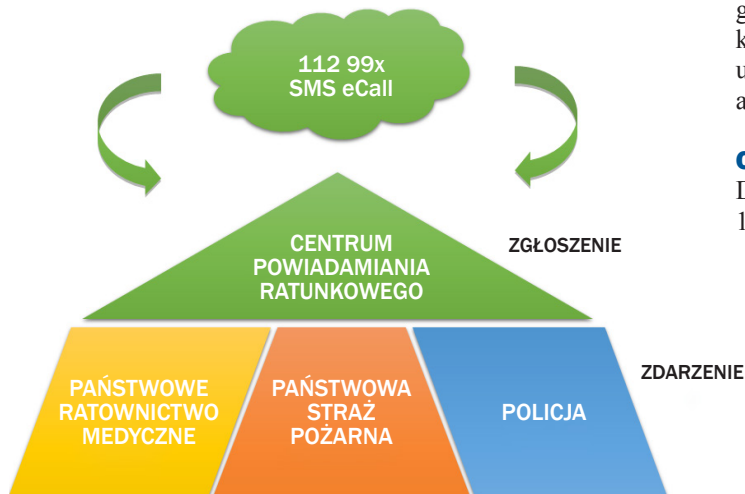 112 99x
SMS eCall
CENTRUM
POWIADAMIANIA
RATUNKOWEGO
ZGŁOSZENIE
PAŃSTWOWE
RATOWNICTWO
MEDYCZNE
PAŃSTWOWA
STRAŻ
POŻARNA
POLICJA
ZDARZENIE